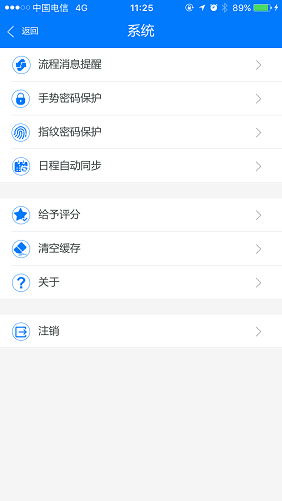 中国电信 4G 11:25 89%
返回 系统
流程消息提醒
手势密码保护
指纹密码保护
日程自动同步
给予评分
清空缓存
关于
注销